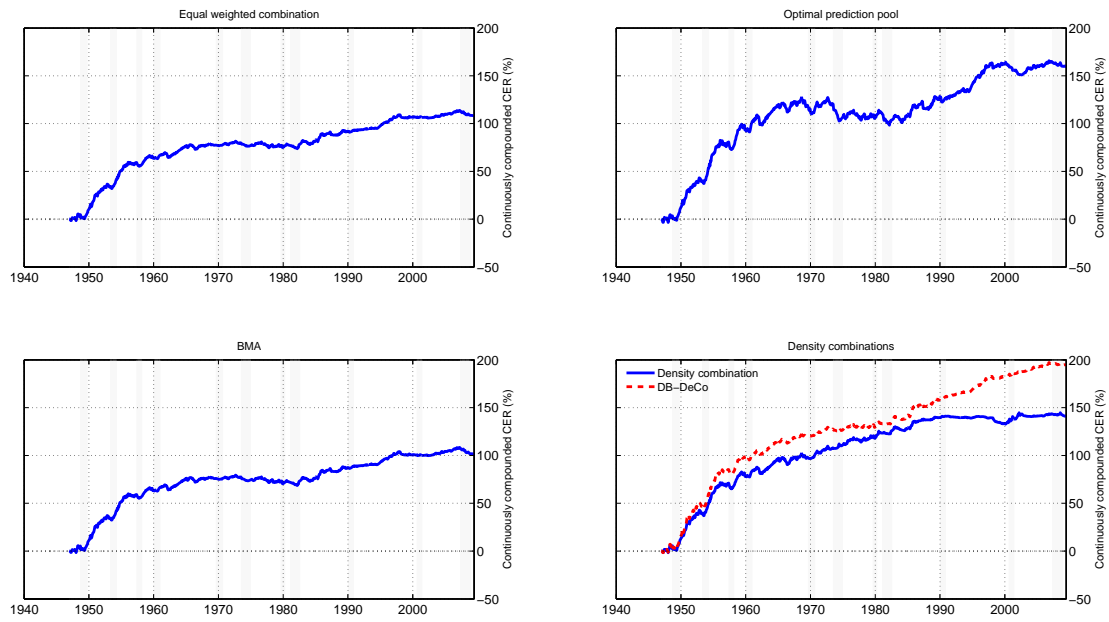 Equal weighted combination
200
150
100
50
0
−50
Continuously compounded CER (%)
1940 1950 1960 1970 1980 1990 2000
Optimal prediction pool
200
150
100
50
0
−50
Continuously compounded CER (%)
1940 1950 1960 1970 1980 1990 2000
BMA
200
150
100
50
0
−50
Continuously compounded CER (%)
1940 1950 1960 1970 1980 1990 2000
Density combinations
Density combination
DB−DeCo
200
150
100
50
0
−50
Continuously compounded CER (%)
1940 1950 1960 1970 1980 1990 2000